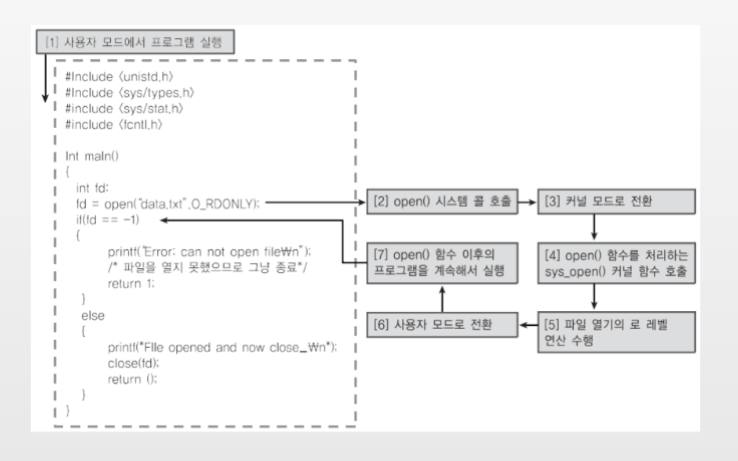 [1] 사용자 모드에서 프로그램 실행
#Include <unistd.h>
#Include <sys/types.h>
#include <sys/stat.h>
#include <fcntl.h>
Int maIn()
{
int fd;
fd = open("data.txt",O_RDONLY);
if(fd == -1)
{
printf("Error: can not open file₩n");
/* 파일을 열지 못했으므로 그냥 종료*/
return 1;
}
else
{
printf("File opened and now close_₩n");
close(fd);
return ();
}
}
[2] open() 시스템 콜 호출
[3] 커널 모드로 전환
[4] open() 함수를 처리하는
sys_open() 커널 함수 호출
[5] 파일 열기의 로 레벨
연산 수행
[6] 사용자 모드로 전환
[7] open() 함수 이후의
프로그램을 계속해서 실행